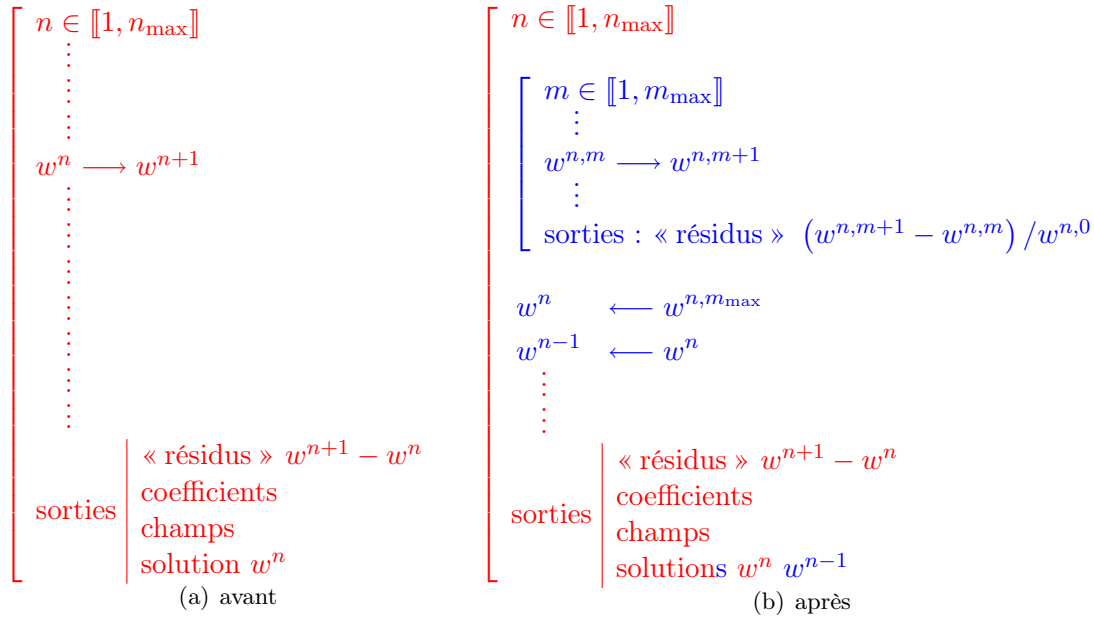 n ∈ ⟦1, n_max⟧
w^n ⟶ w^{n+1}
sorties
« résidus » w^{n+1} − w^n
coefficients
champs
solution w^n
(a) avant
n ∈ ⟦1, n_max⟧
m ∈ ⟦1, m_max⟧
w^{n,m} ⟶ w^{n,m+1}
sorties : « résidus » (w^{n,m+1} − w^{n,m}) /w^{n,0}
w^n ⟵ w^{n,m_max}
w^{n−1} ⟵ w^n
sorties
« résidus » w^{n+1} − w^n
coefficients
champs
solutions w^n w^{n−1}
(b) après